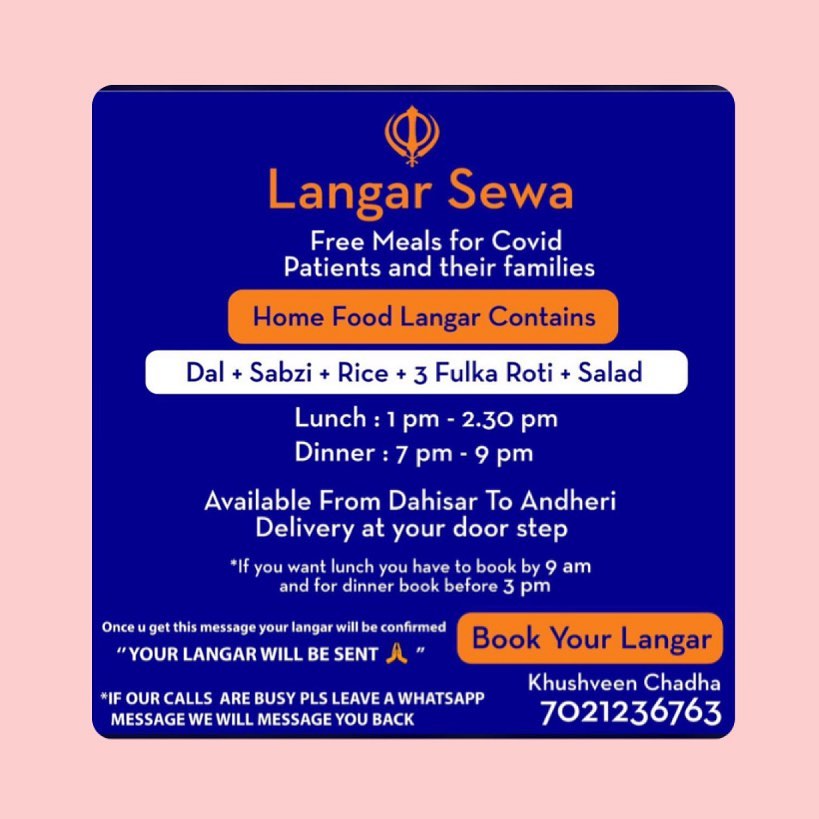 Langar Sewa
Free Meals for Covid
Patients and their families
Home Food Langar Contains
Dal + Sabzi + Rice + 3 Fulka Roti + Salad
Lunch : 1 pm - 2.30 pm
Dinner : 7 pm - 9 pm
Available From Dahisar To Andheri
Delivery at your door step
*If you want lunch you have to book by 9 am
and for dinner book before 3 pm
Once u get this message your langar will be confirmed
“YOUR LANGAR WILL BE SENT 🙏 ”
*IF OUR CALLS ARE BUSY PLS LEAVE A WHATSAPP
MESSAGE WE WILL MESSAGE YOU BACK
Book Your Langar
Khushveen Chadha
7021236763